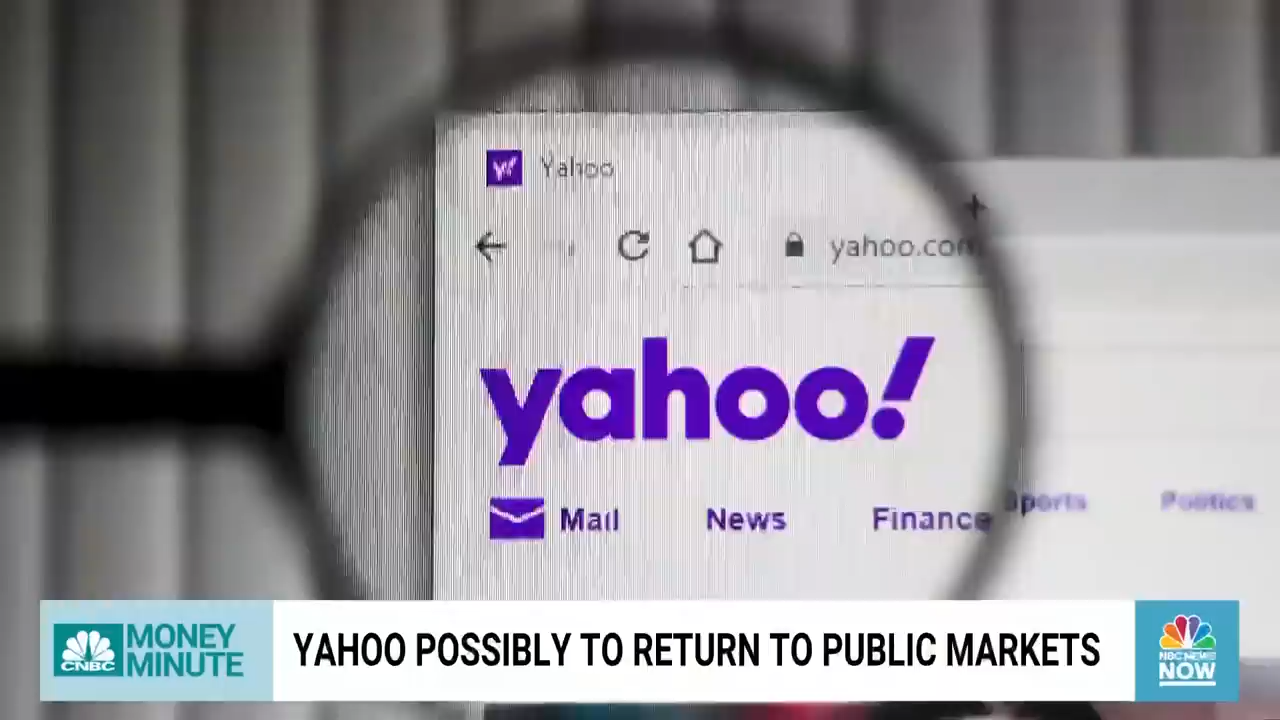 Yahoo
yahoo.com
yahoo!
Mail News Finance Sports Politics
CNBC MONEY MINUTE
YAHOO POSSIBLY TO RETURN TO PUBLIC MARKETS
NBC NEWS
NOW